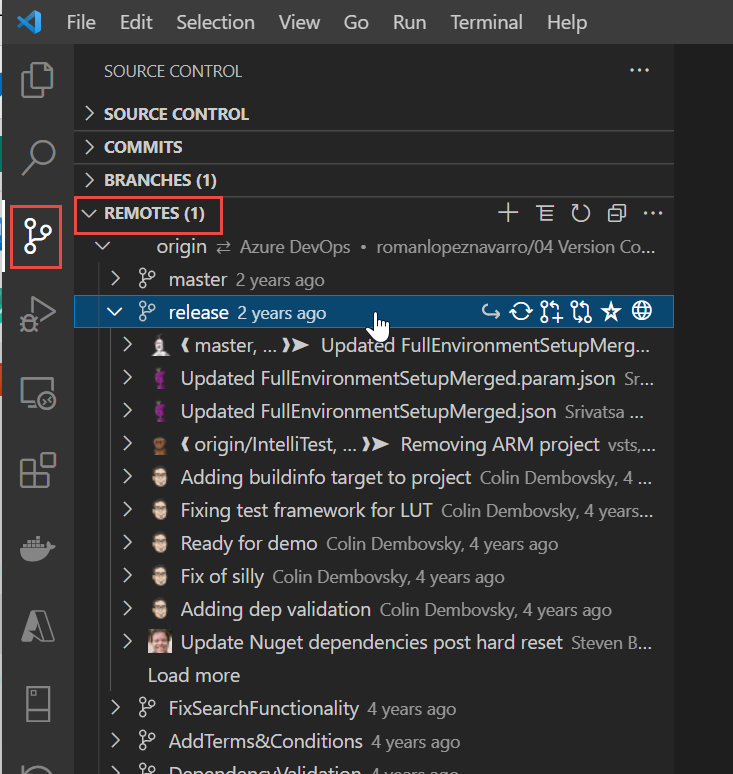 File Edit Selection View Go Run Terminal Help
SOURCE CONTROL
SOURCE CONTROL
COMMITS
BRANCHES (1)
REMOTES (1)
origin ⇄ Azure DevOps • romanlopeznavarro/04 Version Co...
master 2 years ago
release 2 years ago
❨ master, ... ❩➤ Updated FullEnvironmentSetupMerg...
Updated FullEnvironmentSetupMerged.param.json Sr...
Updated FullEnvironmentSetupMerged.json Srivatsa ...
❨ origin/IntelliTest, ... ❩➤ Removing ARM project vsts,...
Adding buildinfo target to project Colin Dembovsky, 4 ...
Fixing test framework for LUT Colin Dembovsky, 4 years...
Ready for demo Colin Dembovsky, 4 years ago
Fix of silly Colin Dembovsky, 4 years ago
Adding dep validation Colin Dembovsky, 4 years ago
Update Nuget dependencies post hard reset Steven B...
Load more
FixSearchFunctionality 4 years ago
AddTerms&Conditions 4 years ago
DependencyValidation 4 years ago